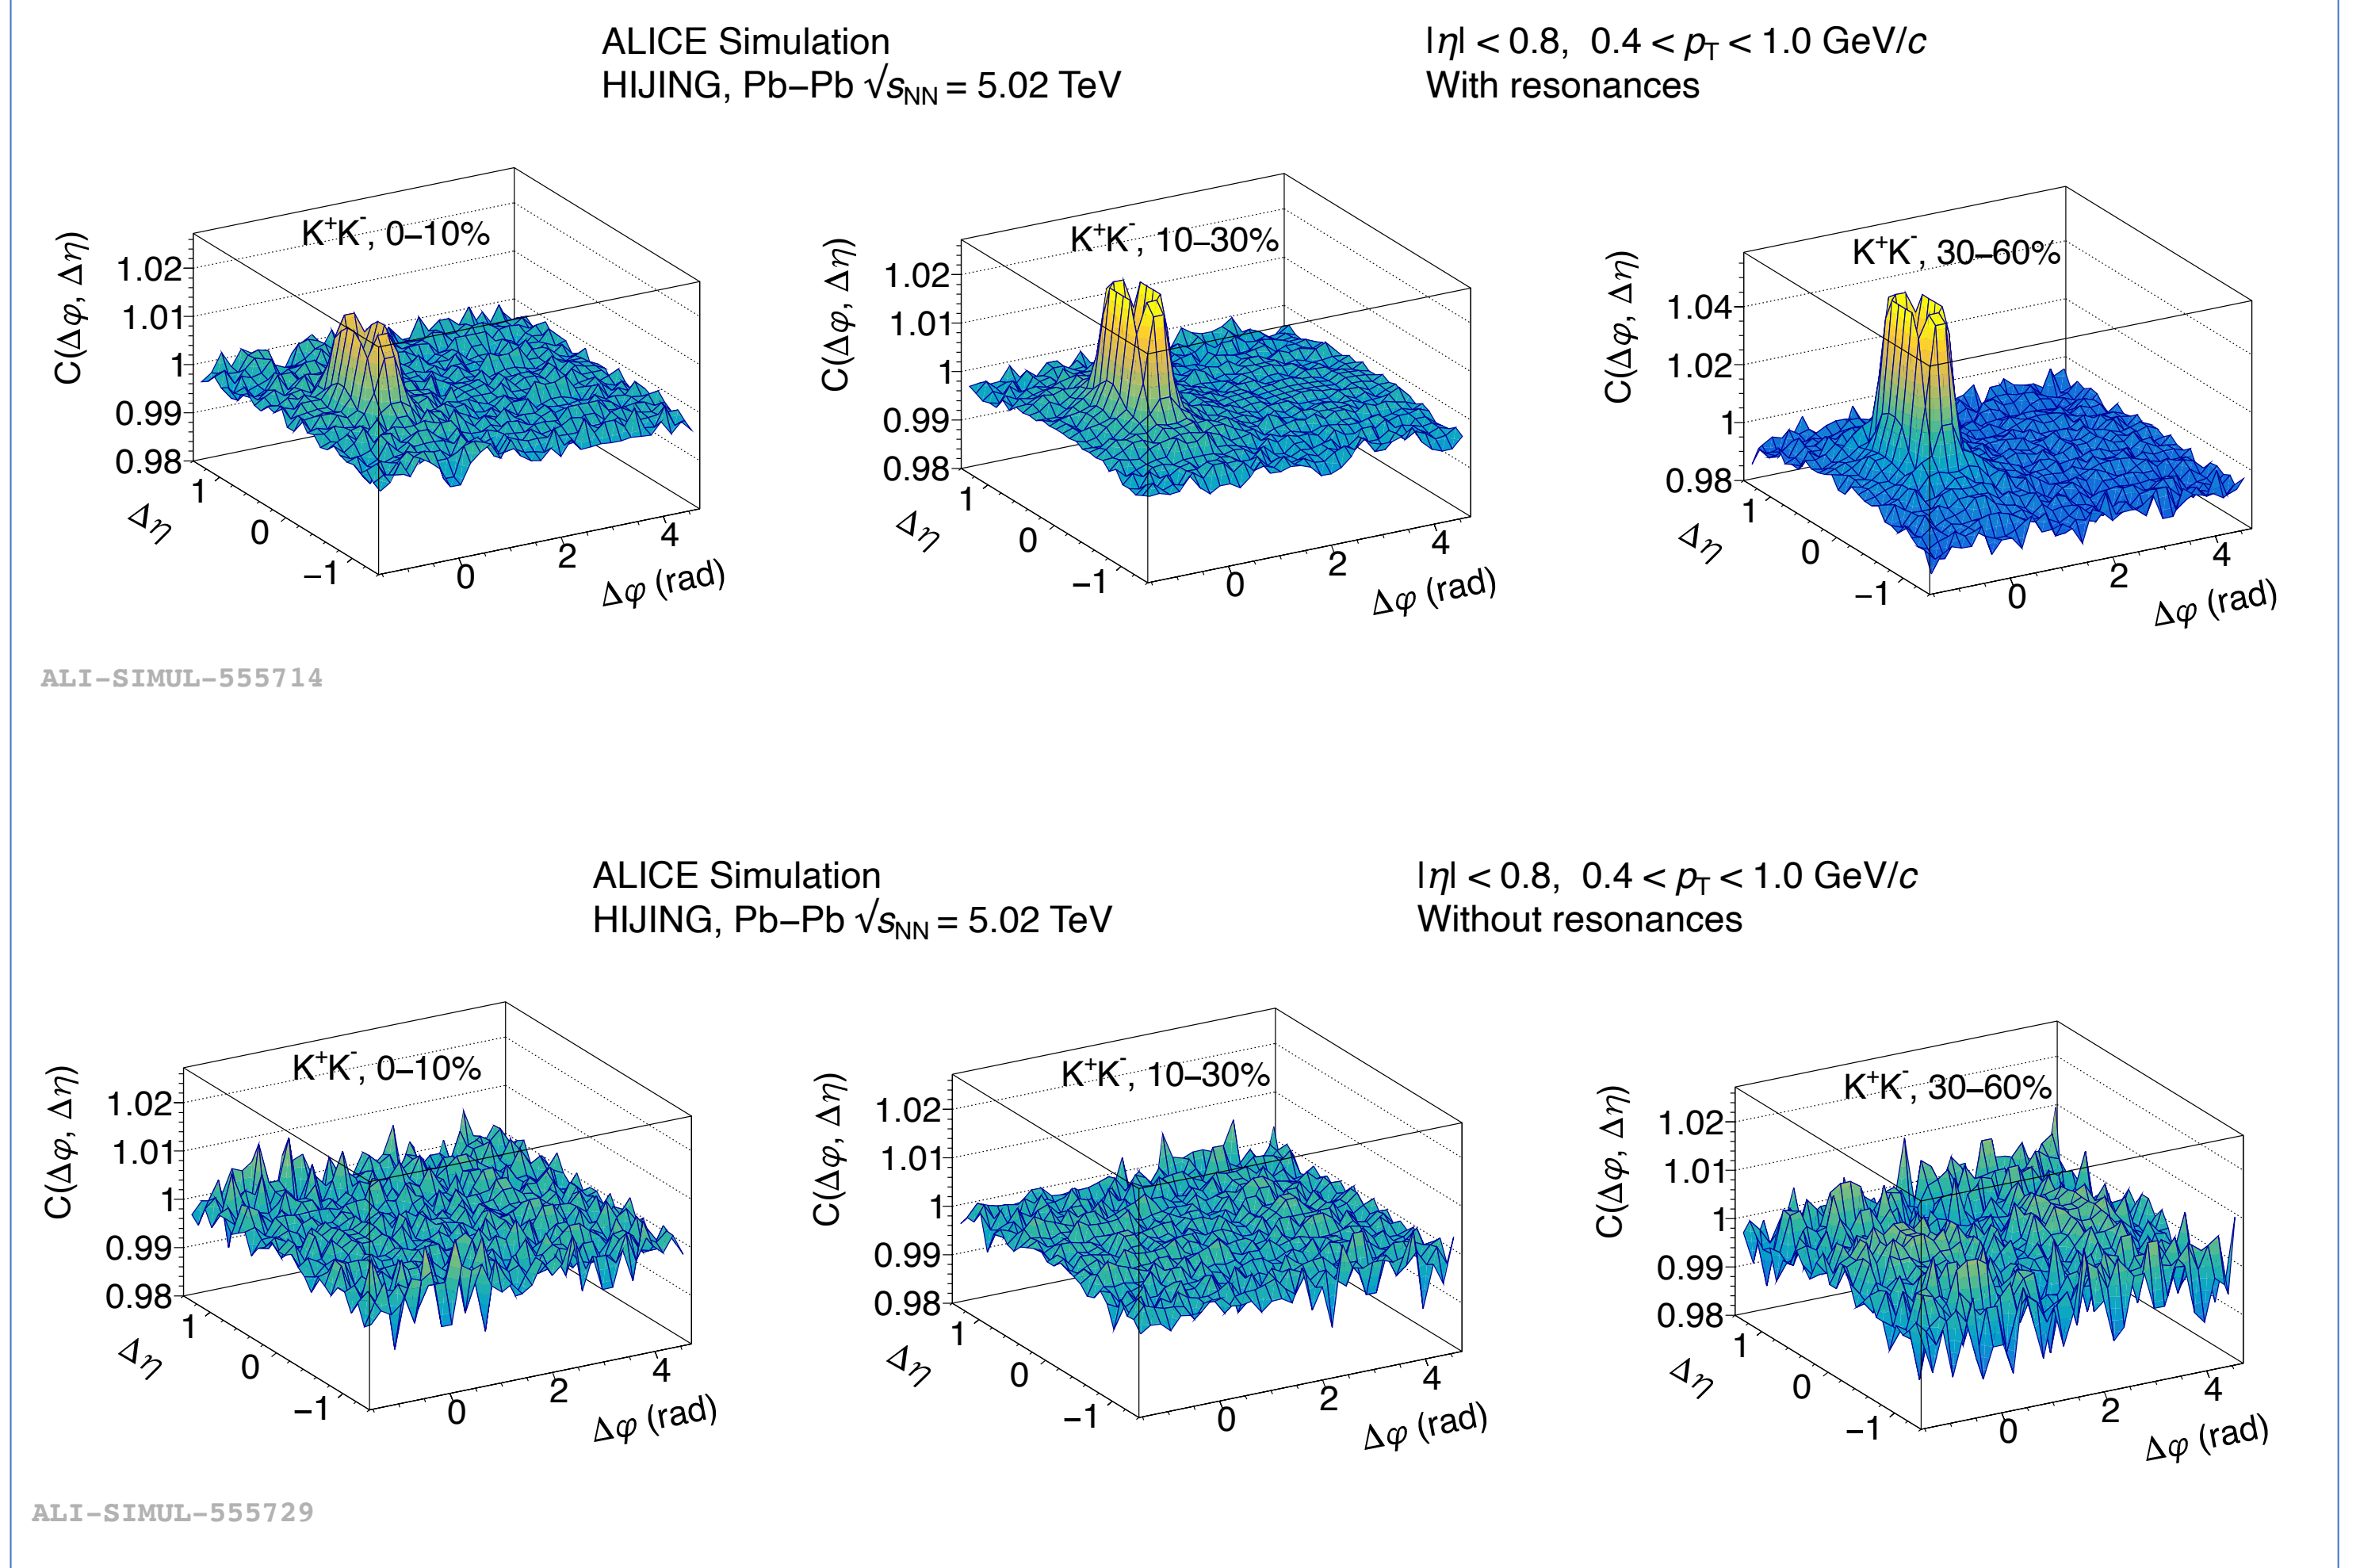 ALICE Simulation
HIJING, Pb–Pb √sNN = 5.02 TeV
|η| < 0.8, 0.4 < pT < 1.0 GeV/c
With resonances
K+K-, 0–10%
C(Δφ, Δη)
1.02
1.01
1
0.99
0.98
1
0
−1
Δη
0
2
4
Δφ (rad)
K+K-, 10–30%
C(Δφ, Δη)
1.02
1.01
1
0.99
0.98
1
0
−1
Δη
0
2
4
Δφ (rad)
K+K-, 30–60%
C(Δφ, Δη)
1.04
1.02
1
0.98
1
0
−1
Δη
0
2
4
Δφ (rad)
ALI-SIMUL-555714
ALICE Simulation
HIJING, Pb–Pb √sNN = 5.02 TeV
|η| < 0.8, 0.4 < pT < 1.0 GeV/c
Without resonances
K+K-, 0–10%
C(Δφ, Δη)
1.02
1.01
1
0.99
0.98
1
0
−1
Δη
0
2
4
Δφ (rad)
K+K-, 10–30%
C(Δφ, Δη)
1.02
1.01
1
0.99
0.98
1
0
−1
Δη
0
2
4
Δφ (rad)
K+K-, 30–60%
C(Δφ, Δη)
1.02
1.01
1
0.99
0.98
1
0
−1
Δη
0
2
4
Δφ (rad)
ALI-SIMUL-555729